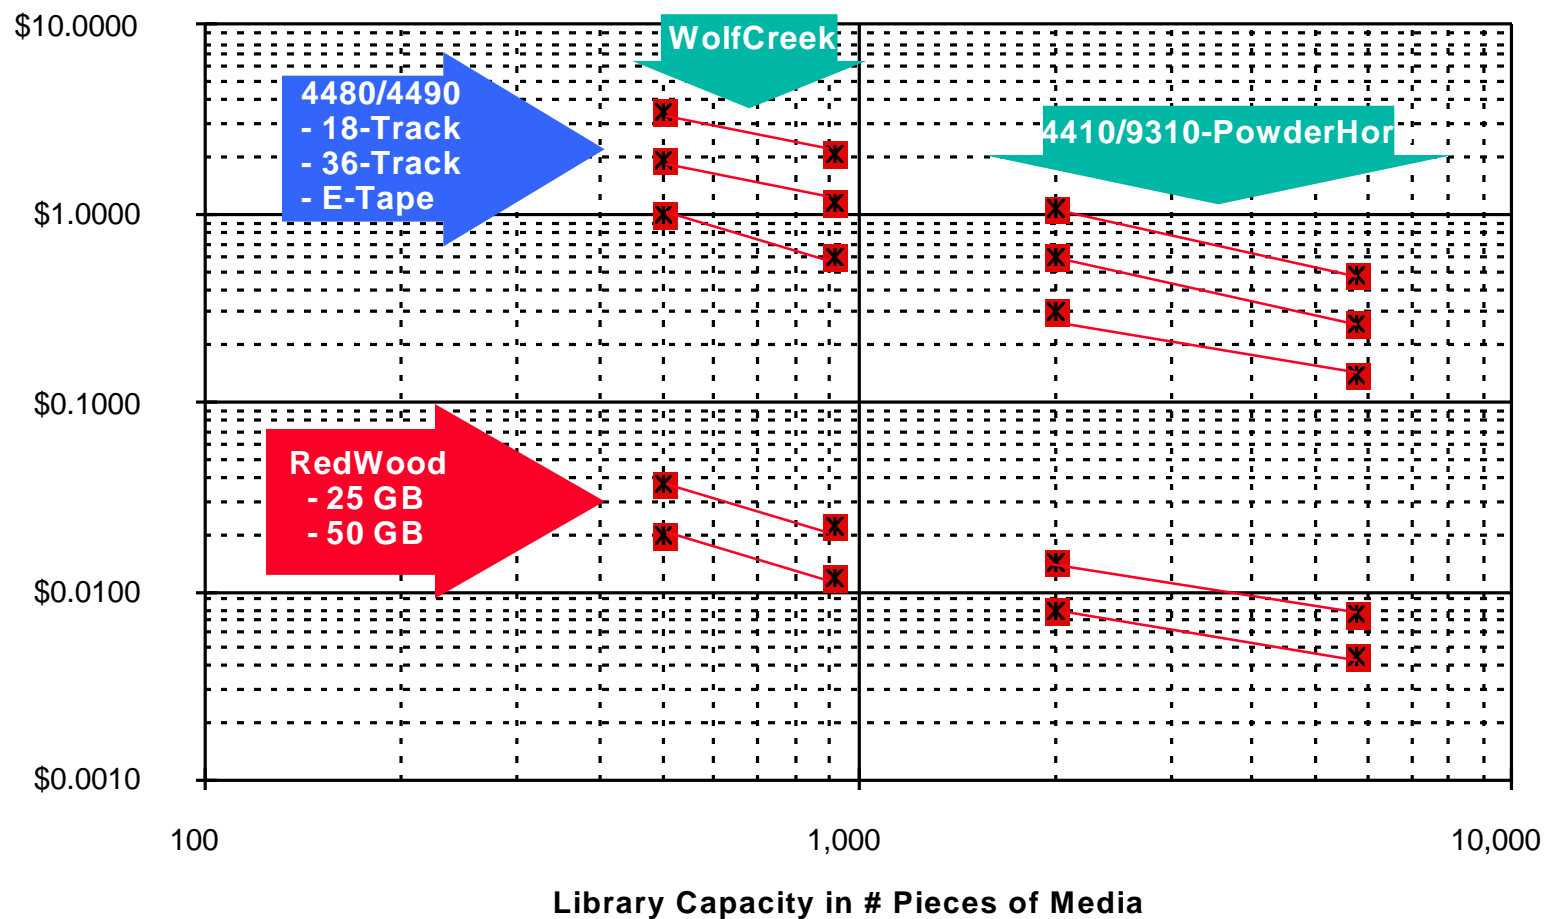 $10.0000
$1.0000
$0.1000
$0.0100
$0.0010
WolfCreek
4480/4490
- 18-Track
- 36-Track
- E-Tape
4410/9310-PowderHor
RedWood
- 25 GB
- 50 GB
100
1,000
10,000
Library Capacity in # Pieces of Media